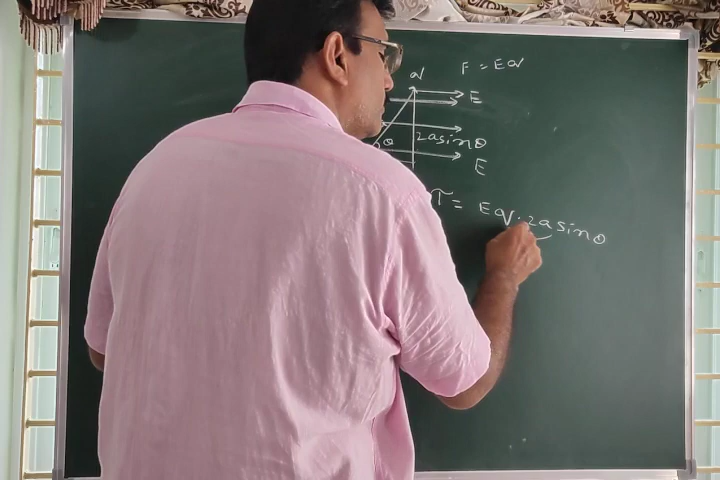 F = Eq
q
E
θ 2asinθ
E
τ = Eq. 2asinθ